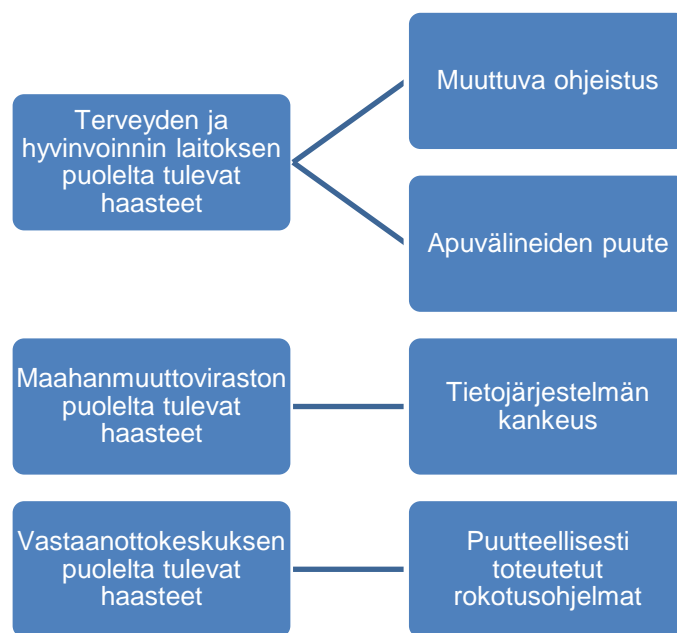 Terveyden ja
hyvinvoinnin laitoksen
puolelta tulevat
haasteet
Muuttuva ohjeistus
Apuvälineiden puute
Maahanmuuttoviraston
puolelta tulevat
haasteet
Tietojärjestelmän
kankeus
Vastaanottokeskuksen
puolelta tulevat
haasteet
Puutteellisesti
toteutetut
rokotusohjelmat